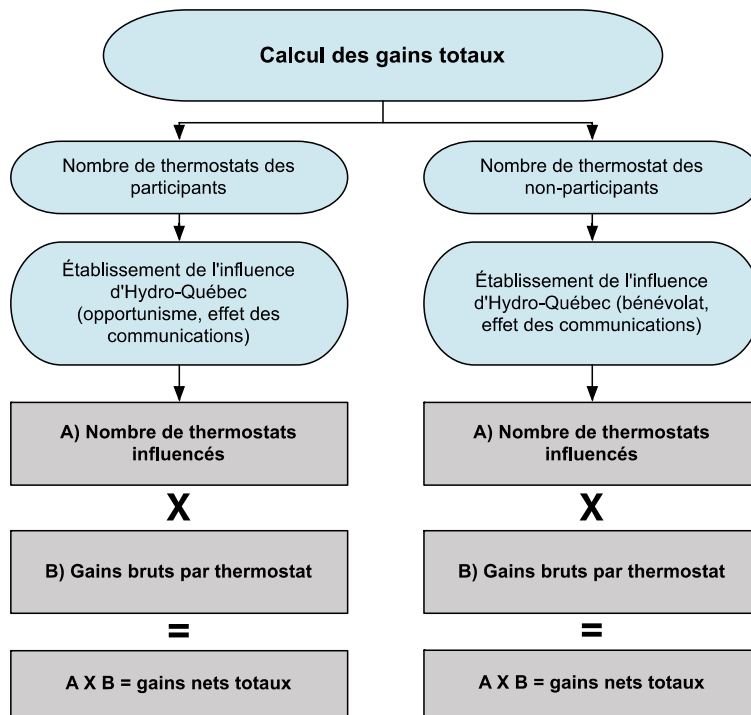 Calcul des gains totaux
Nombre de thermostats des
participants
Nombre de thermostat des
non-participants
Établissement de l'influence
d'Hydro-Québec
(opportunisme, effet des
communications)
Établissement de l'influence
d'Hydro-Québec (bénévolat,
effet des communications)
A) Nombre de thermostats
influencés
A) Nombre de thermostats
influencés
X
X
B) Gains bruts par thermostat
B) Gains bruts par thermostat
=
=
A X B = gains nets totaux
A X B = gains nets totaux